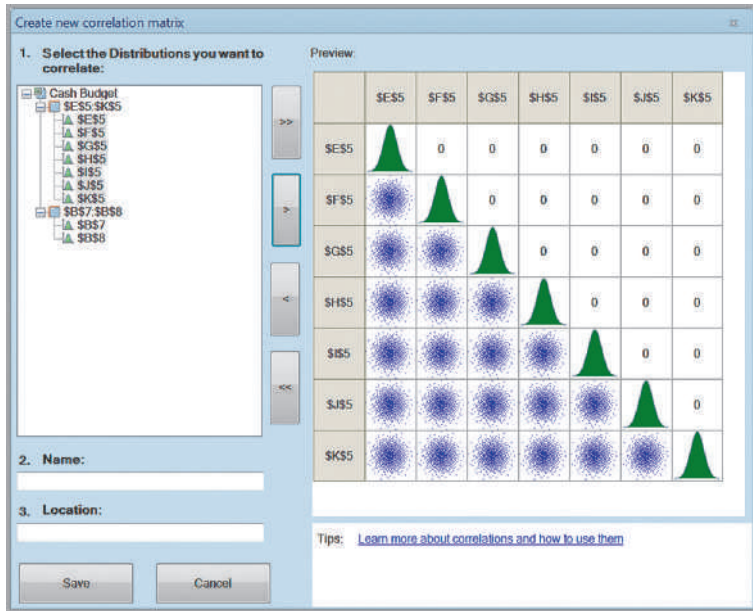 Create new correlation matrix
1. Select the Distributions you want to
correlate:
Cash Budget
$E$5:$K$5
$E$5
$F$5
$G$5
$H$5
$I$5
$J$5
$K$5
$B$7:$B$8
$B$7
$B$8
>>
>
<
<<
2. Name:
3. Location:
Save Cancel
Preview:
$E$5 $F$5 $G$5 $H$5 $I$5 $J$5 $K$5
$E$5 0 0 0 0 0 0
$F$5 0 0 0 0 0
$G$5 0 0 0 0
$H$5 0 0 0
$I$5 0 0
$J$5 0
$K$5
Tips: Learn more about correlations and how to use them